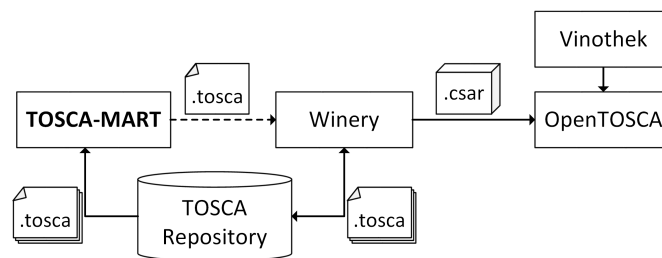 Vinothek
.tosca
.csar
TOSCA-MART
Winery
OpenTOSCA
.tosca
TOSCA
Repository
.tosca